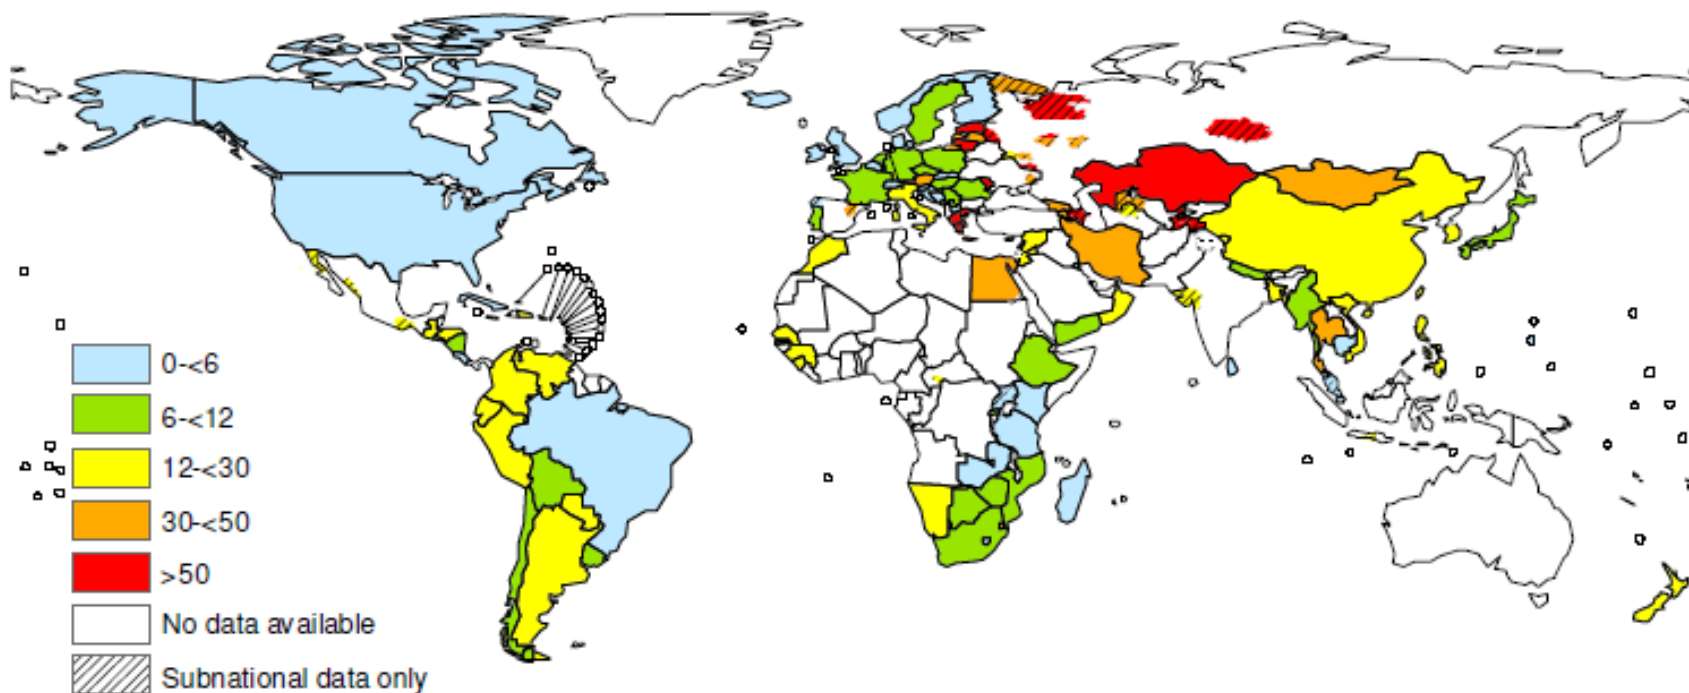 0-<6
6-<12
12-<30
30-<50
>50
No data available
Subnational data only